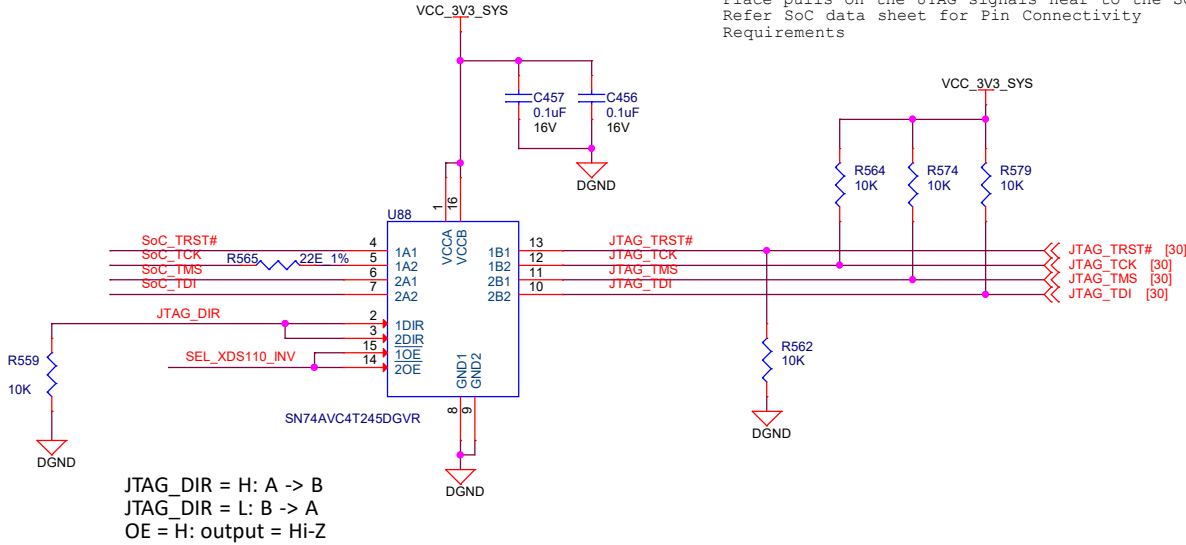 Place pulls on the JTAG signals near to the So
Refer SoC data sheet for Pin Connectivity
Requirements
VCC_3V3_SYS
C457
0.1uF
16V
C456
0.1uF
16V
DGND
VCC_3V3_SYS
R564
10K
R574
10K
R579
10K
U88
1
16
VCCA
VCCB
SoC_TRST#
4
1A1
1B1
13
JTAG_TRST#
JTAG_TRST# [30]
SoC_TCK
R565
22E_1%
5
1A2
1B2
12
JTAG_TCK
JTAG_TCK [30]
SoC_TMS
6
2A1
2B1
11
JTAG_TMS
JTAG_TMS [30]
SoC_TDI
7
2A2
2B2
10
JTAG_TDI
JTAG_TDI [30]
JTAG_DIR
2
1DIR
3
2DIR
15
1OE
SEL_XDS110_INV
14
2OE
R559
10K
DGND
GND1
GND2
8
9
SN74AVC4T245DGVR
DGND
R562
10K
DGND
JTAG_DIR = H: A -> B
JTAG_DIR = L: B -> A
OE = H: output = Hi-Z